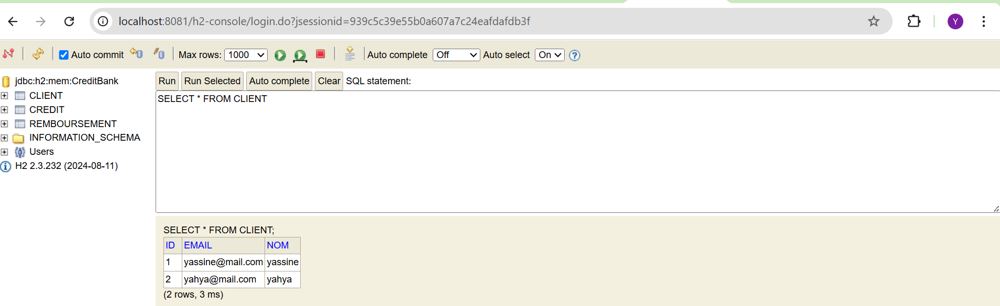 localhost:8081/h2-console/login.do?jsessionid=939c5c39e55b0a607a7c24eafdafdb3f
Y
Auto commit Max rows: 1000 Auto complete Off Auto select On ?
jdbc:h2:mem:CreditBank
CLIENT
CREDIT
REMBOURSEMENT
INFORMATION_SCHEMA
Users
H2 2.3.232 (2024-08-11)
Run Run Selected Auto complete Clear SQL statement:
SELECT * FROM CLIENT
SELECT * FROM CLIENT;
ID EMAIL NOM
1 yassine@mail.com yassine
2 yahya@mail.com yahya
(2 rows, 3 ms)